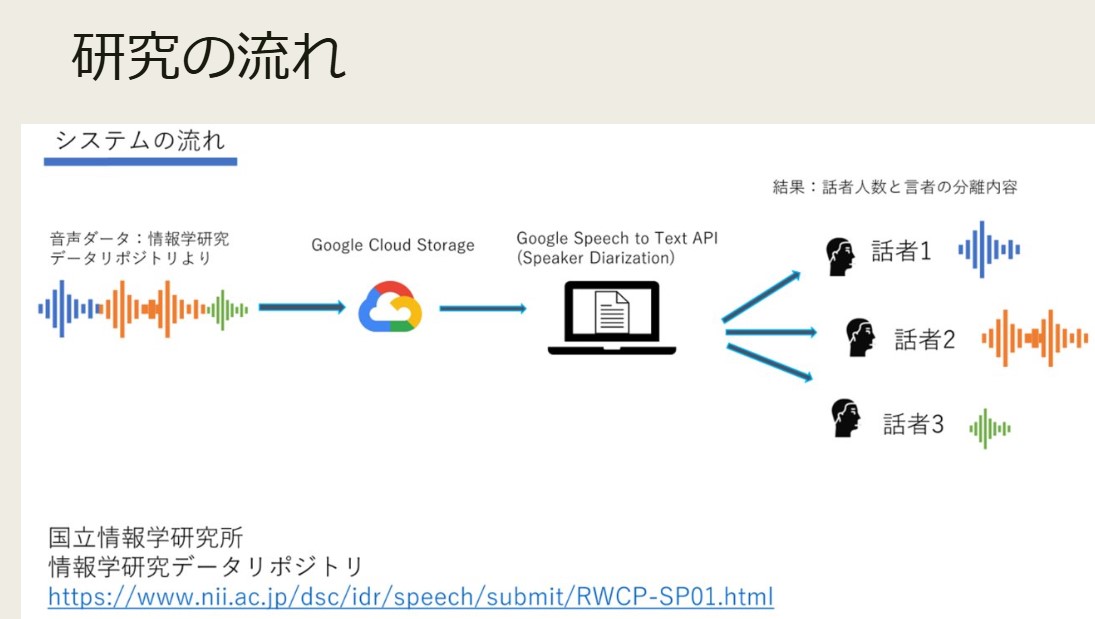 研究の流れ
システムの流れ
結果：話者人数と言者の分離内容
音声ダータ：情報学研究
データリポジトリより
Google Cloud Storage
Google Speech to Text API
(Speaker Diarization)
話者1
話者2
話者3
国立情報学研究所
情報学研究データリポジトリ
https://www.nii.ac.jp/dsc/idr/speech/submit/RWCP-SP01.html